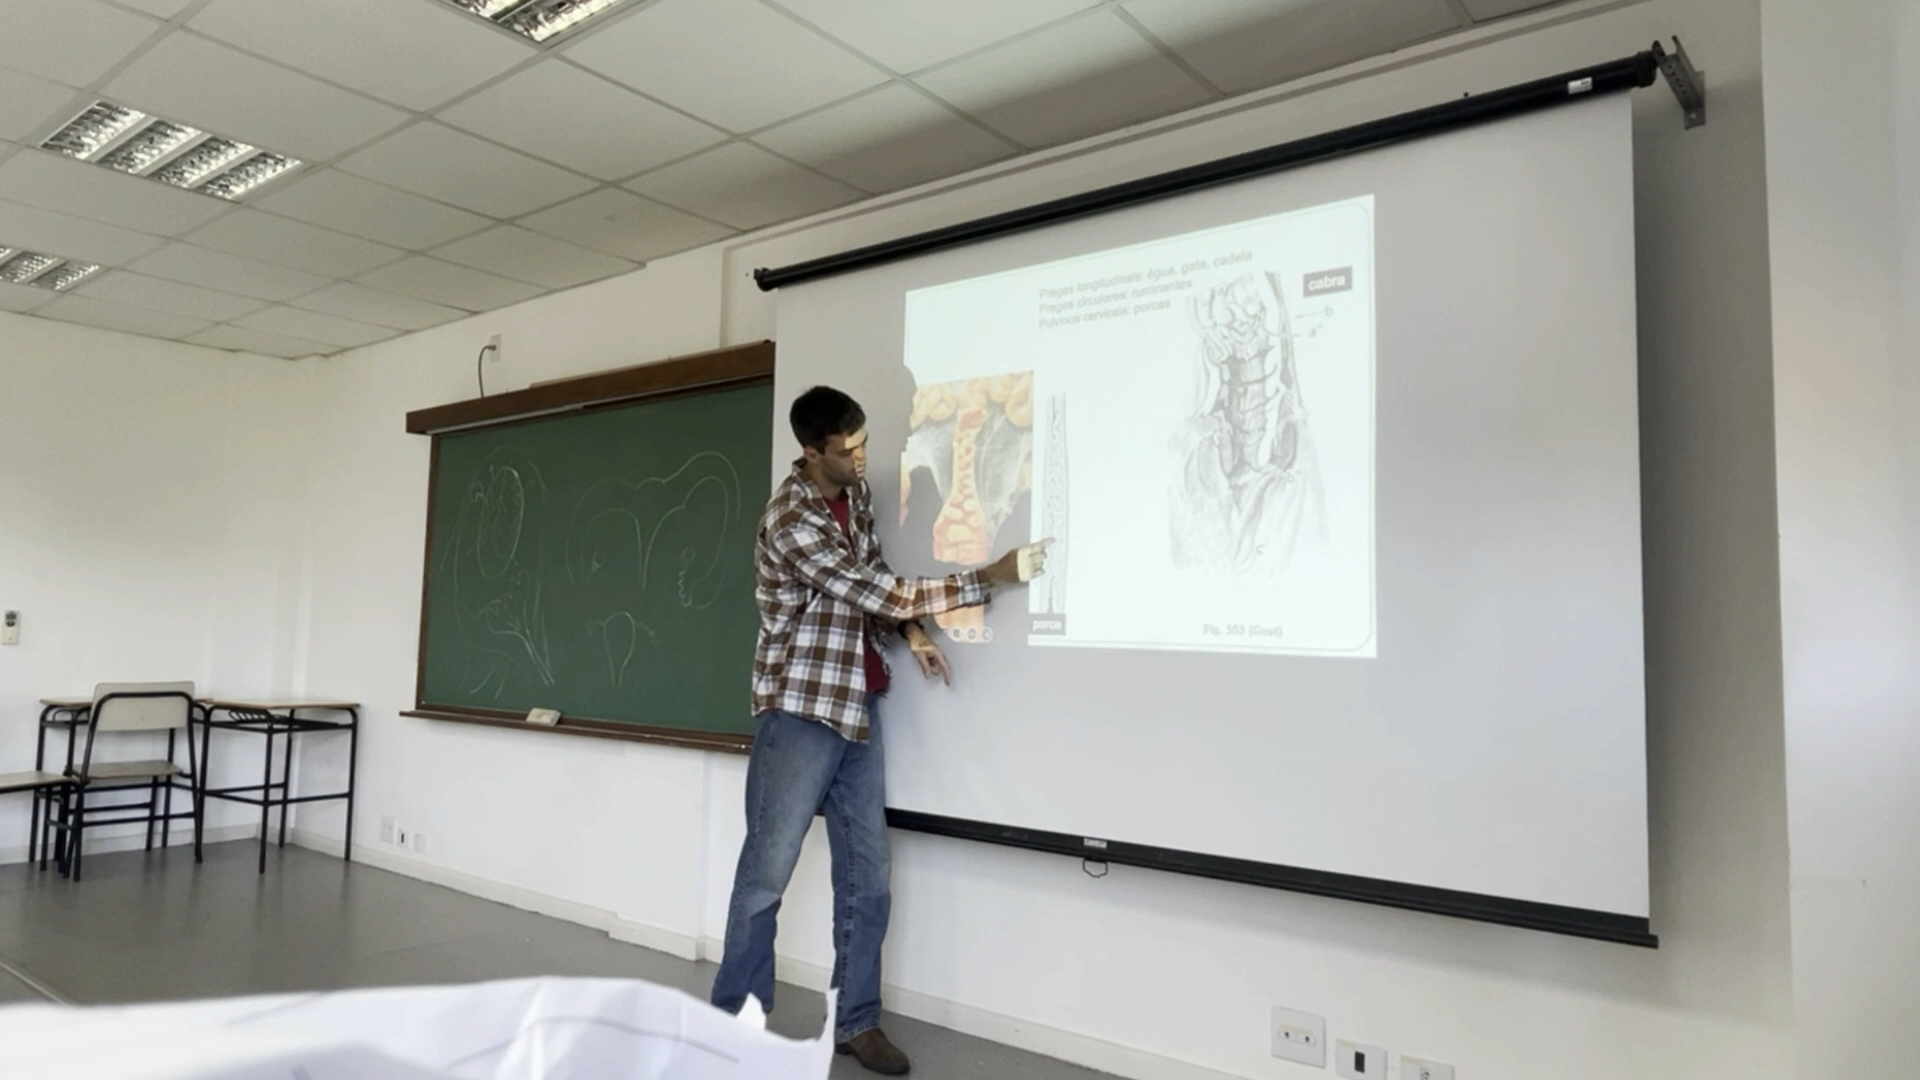 Pregas longitudinais: égua, gata, cadela
Pregas circulares: ruminantes
Pulvinos cervicais: porcas
cabra
b
a"
b
c'
porca
Fig. 553 (Goat)